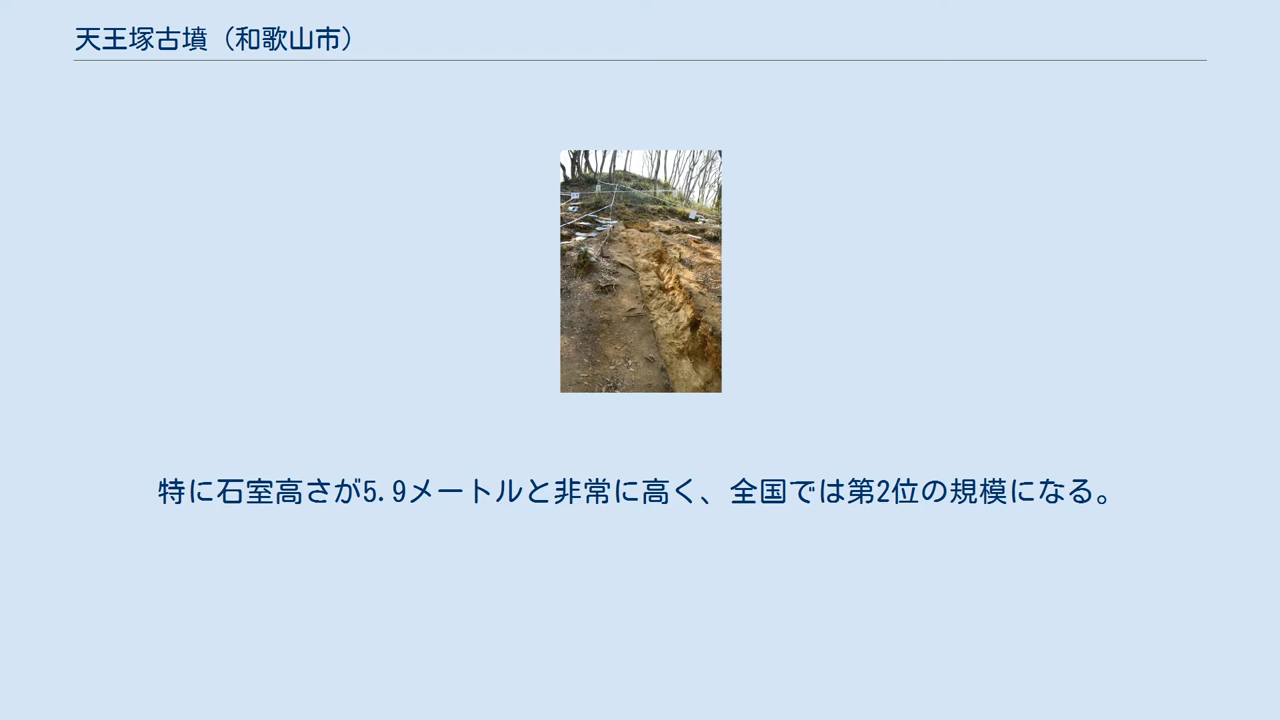 天王塚古墳（和歌山市）
特に石室高さが5.9メートルと非常に高く、全国では第2位の規模になる。